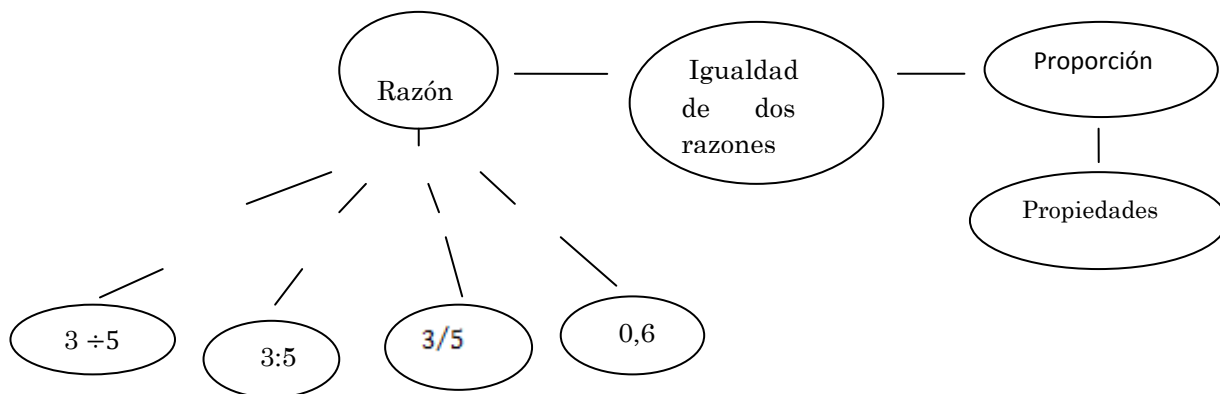 Razón
Igualdad
de dos
razones
Proporción
Propiedades
3 ÷5
3:5
3/5
0,6